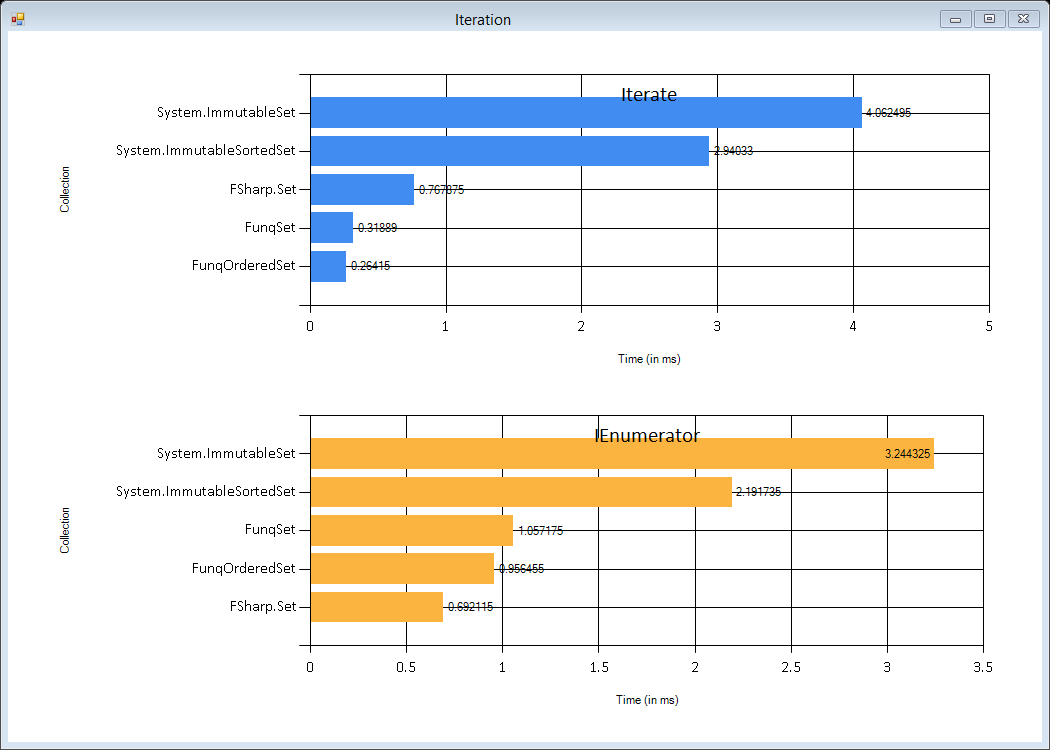 Iteration
Iterate
System.ImmutableSet 4.062495
System.ImmutableSortedSet 2.94033
FSharp.Set 0.767875
FunqSet 0.31889
FunqOrderedSet 0.26415
Collection
0 1 2 3 4 5
Time (in ms)
IEnumerator
System.ImmutableSet 3.244325
System.ImmutableSortedSet 2.191735
FunqSet 1.057175
FunqOrderedSet 0.956455
FSharp.Set 0.692115
Collection
0 0.5 1 1.5 2 2.5 3 3.5
Time (in ms)